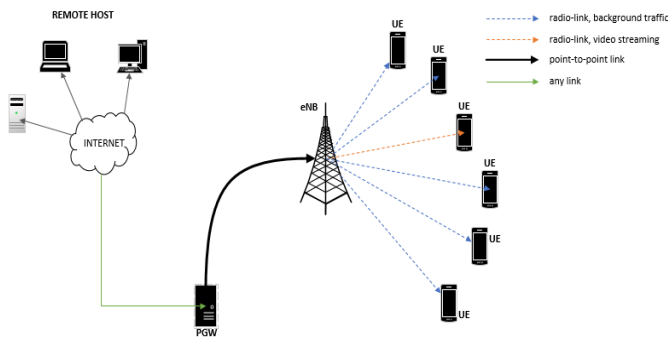 REMOTE HOST
INTERNET
PGW
eNB
UE
UE
UE
UE
UE
UE
radio-link, background traffic
radio-link, video streaming
point-to-point link
any link